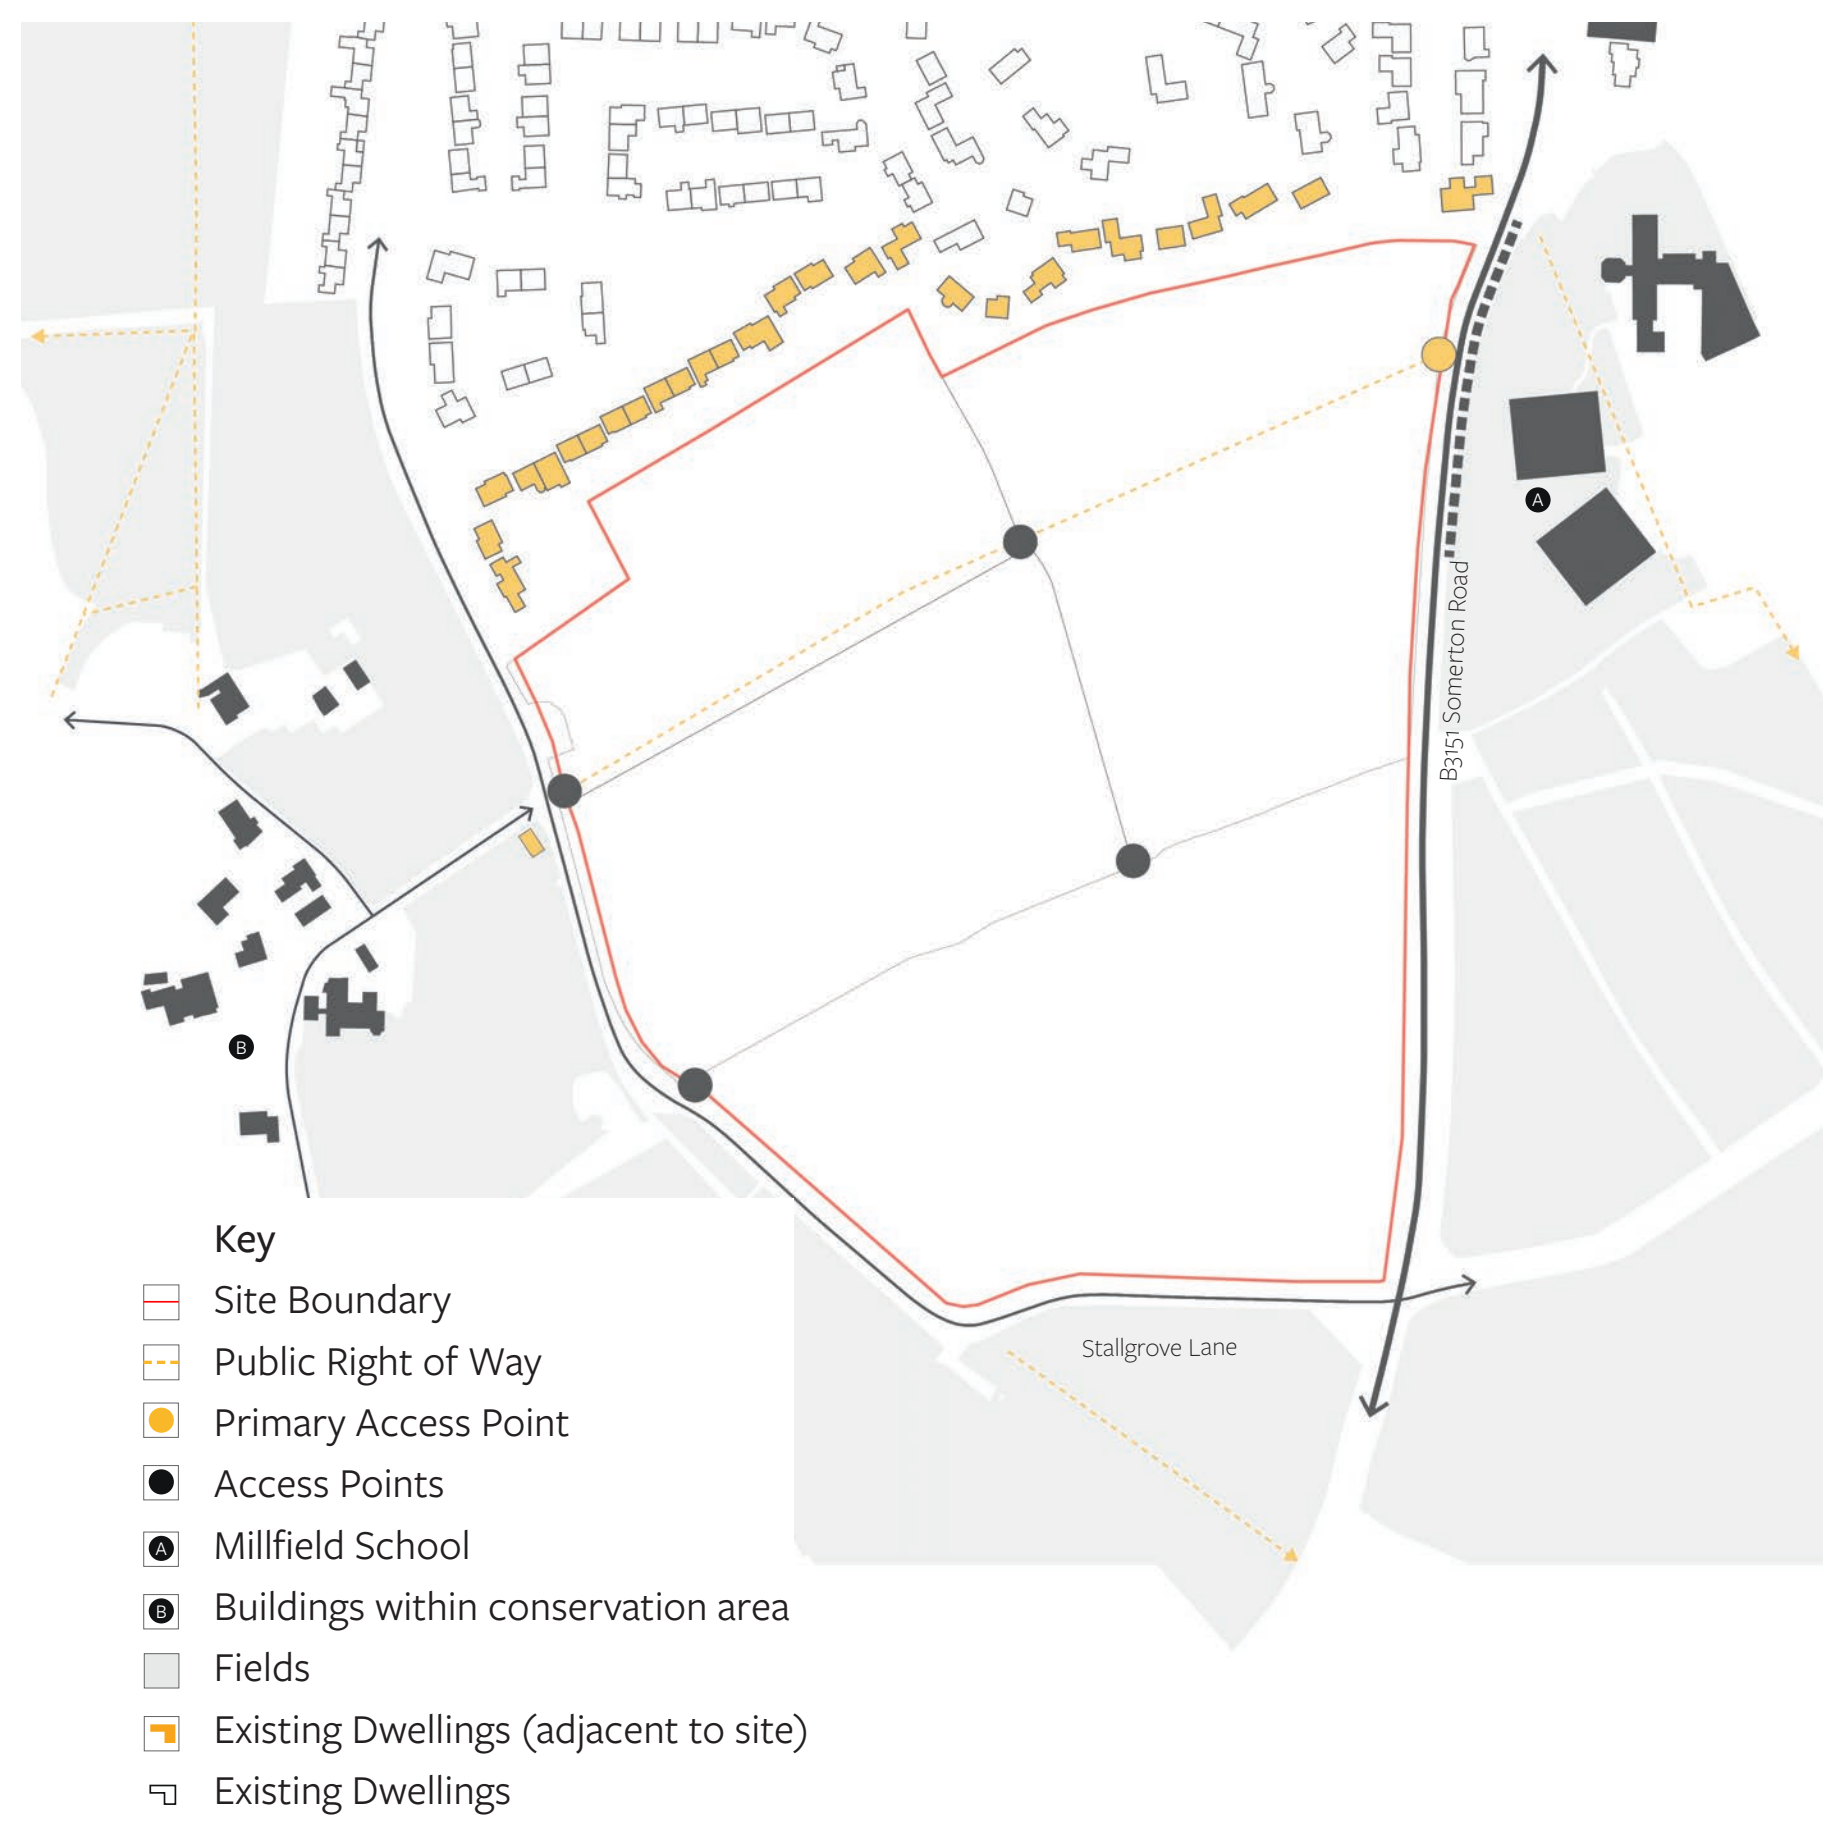 A
B3151 Somerton Road
B
Stallgrove Lane
Key
Site Boundary
Public Right of Way
Primary Access Point
Access Points
A Millfield School
B Buildings within conservation area
Fields
Existing Dwellings (adjacent to site)
Existing Dwellings